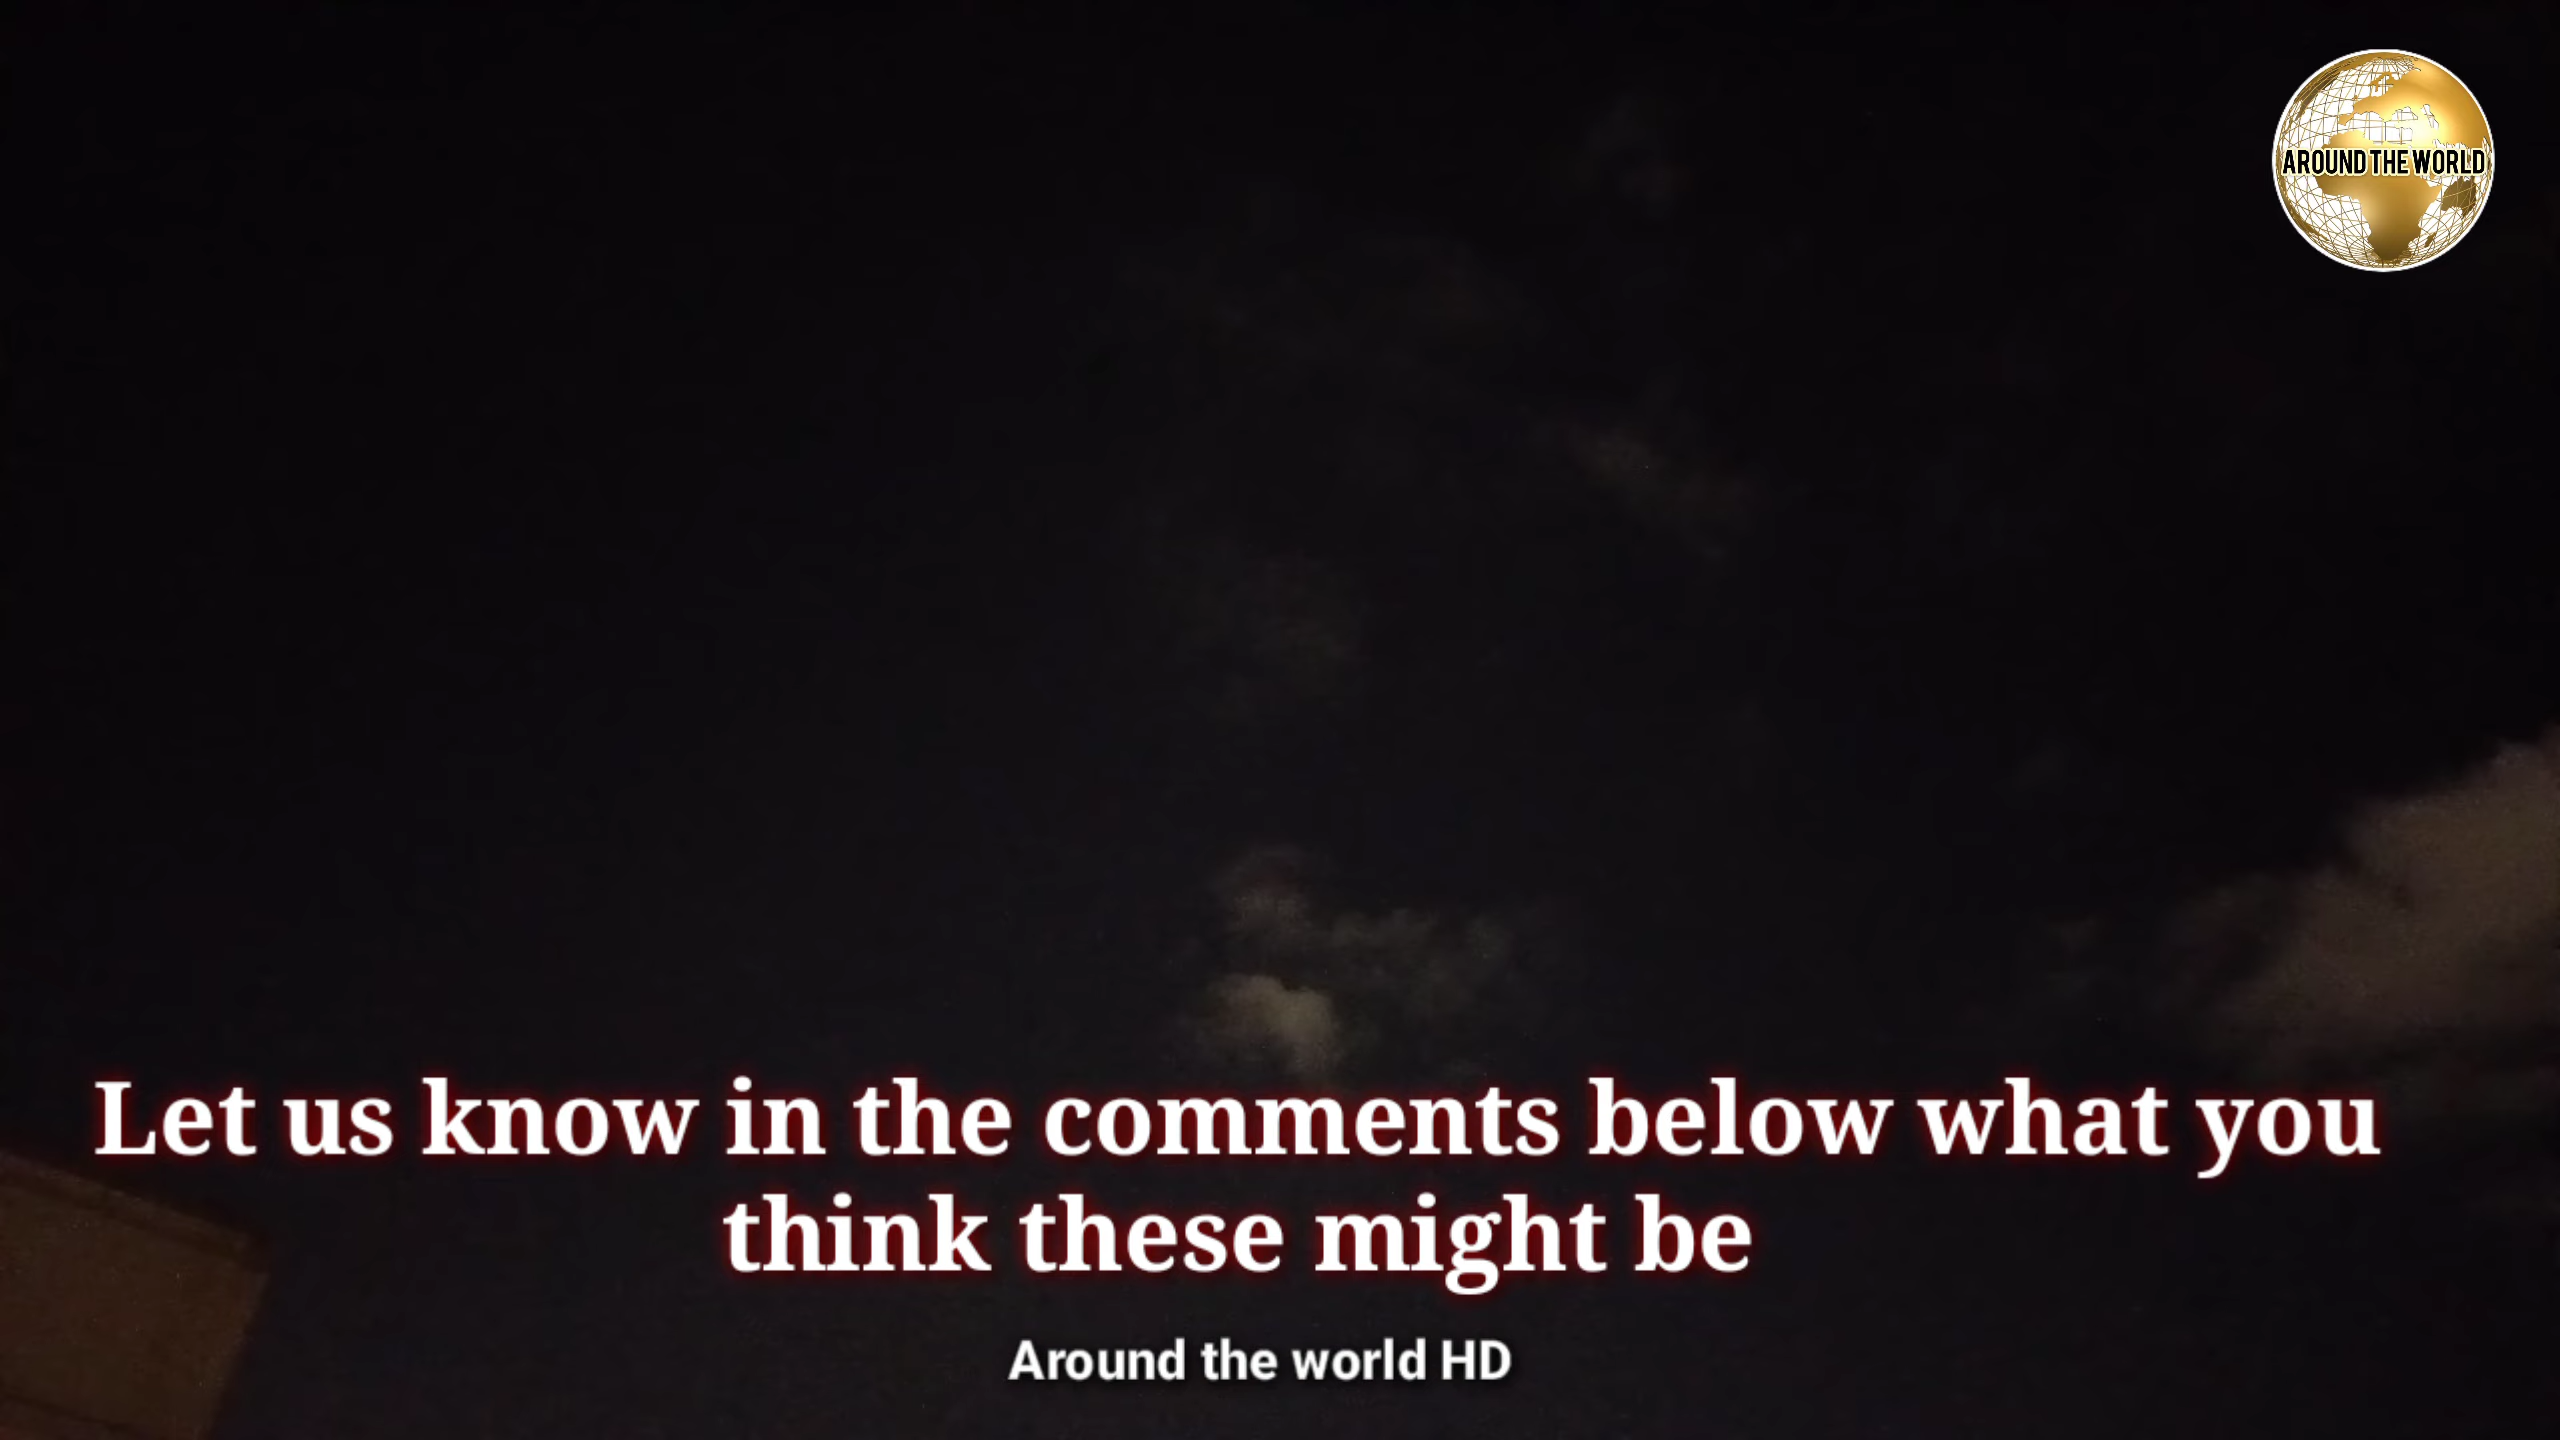 AROUND THE WORLD
Let us know in the comments below what you
think these might be
Around the world HD